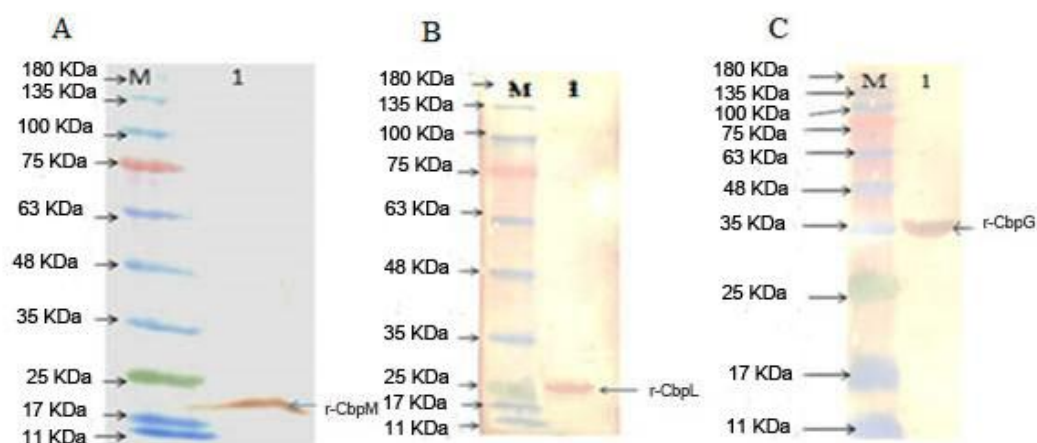 A
180 KDa
M
1
135 KDa
100 KDa
75 KDa
63 KDa
48 KDa
35 KDa
25 KDa
17 KDa
11 KDa
r-CbpM
B
180 KDa
M
1
135 KDa
100 KDa
75 KDa
63 KDa
48 KDa
35 KDa
25 KDa
17 KDa
11 KDa
r-CbpL
C
180 KDa
M
1
135 KDa
100 KDa
75 KDa
63 KDa
48 KDa
35 KDa
25 KDa
17 KDa
11 KDa
r-CbpG